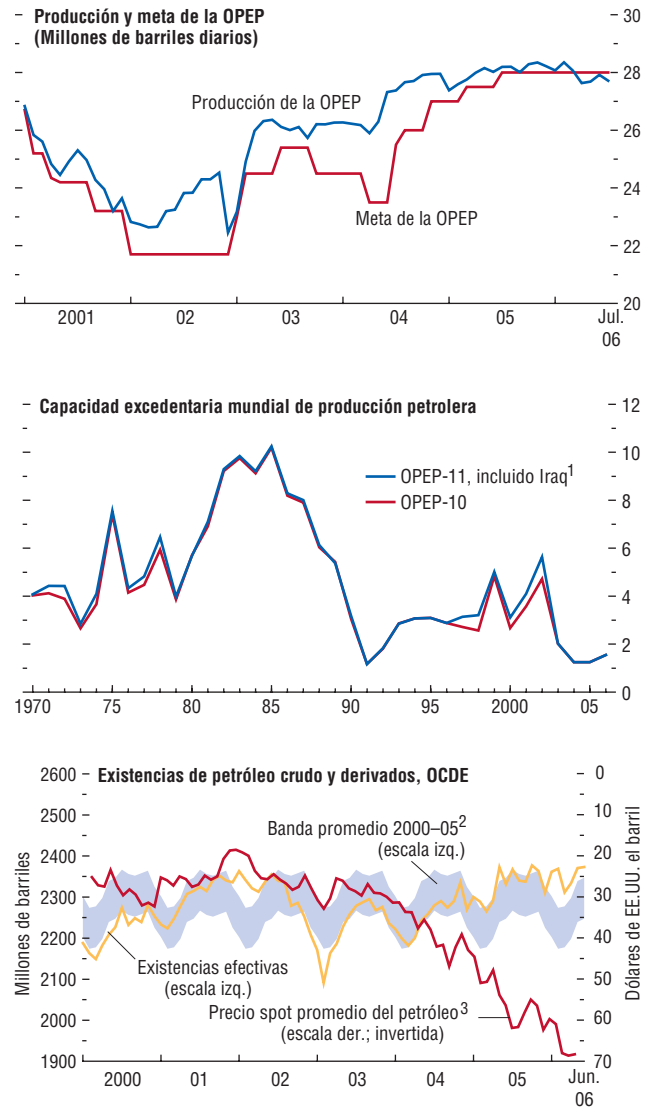 Producción y meta de la OPEP
(Millones de barriles diarios)
30
28
26
24
22
20
Producción de la OPEP
Meta de la OPEP
2001 02 03 04 05 Jul.
06
Capacidad excedentaria mundial de producción petrolera
12
10
8
6
4
2
0
OPEP-11, incluido Iraq1
OPEP-10
1970 75 80 85 90 95 2000 05
Existencias de petróleo crudo y derivados, OCDE
2600
2500
2400
2300
2200
2100
2000
1900
Millones de barriles
0
10
20
30
40
50
60
70
Dólares de EE.UU. el barril
Banda promedio 2000–052
(escala izq.)
Existencias efectivas
(escala izq.)
Precio spot promedio del petróleo3
(escala der.; invertida)
2000 01 02 03 04 05 Jun.
06